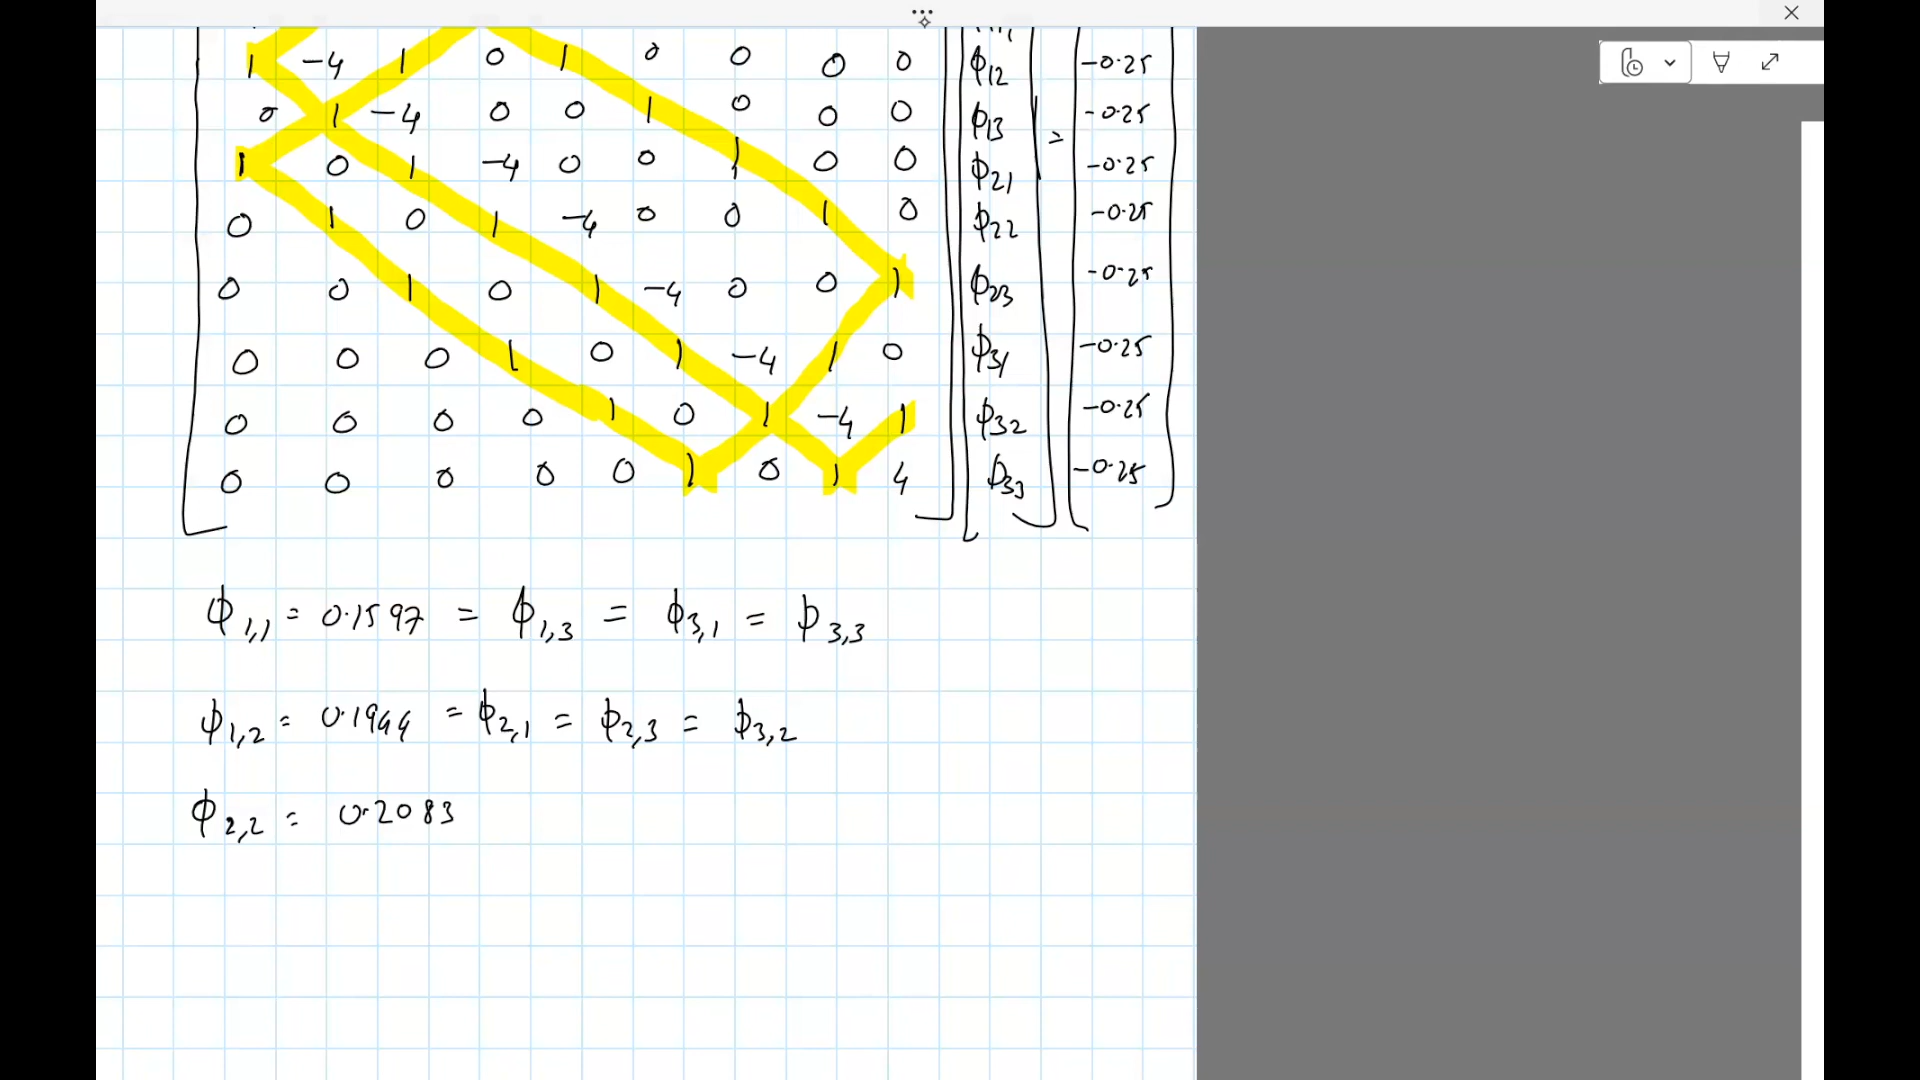 1 -4 1 0 1 0 0 0 0 ϕ12 -0.25
0 1 -4 0 0 1 0 0 0 ϕ13 = -0.25
1 0 1 -4 0 0 1 0 0 ϕ21 -0.25
0 1 0 1 -4 0 0 1 0 ϕ22 -0.25
0 0 1 0 1 -4 0 0 1 ϕ23 -0.25
0 0 0 1 0 1 -4 1 0 ϕ31 -0.25
0 0 0 0 1 0 1 -4 1 ϕ32 -0.25
0 0 0 0 0 1 0 1 4 ϕ33 -0.25
ϕ1,1 = 0.1597 = ϕ1,3 = ϕ3,1 = ϕ3,3
ϕ1,2 = 0.1944 = ϕ2,1 = ϕ2,3 = ϕ3,2
ϕ2,2 = 0.2083